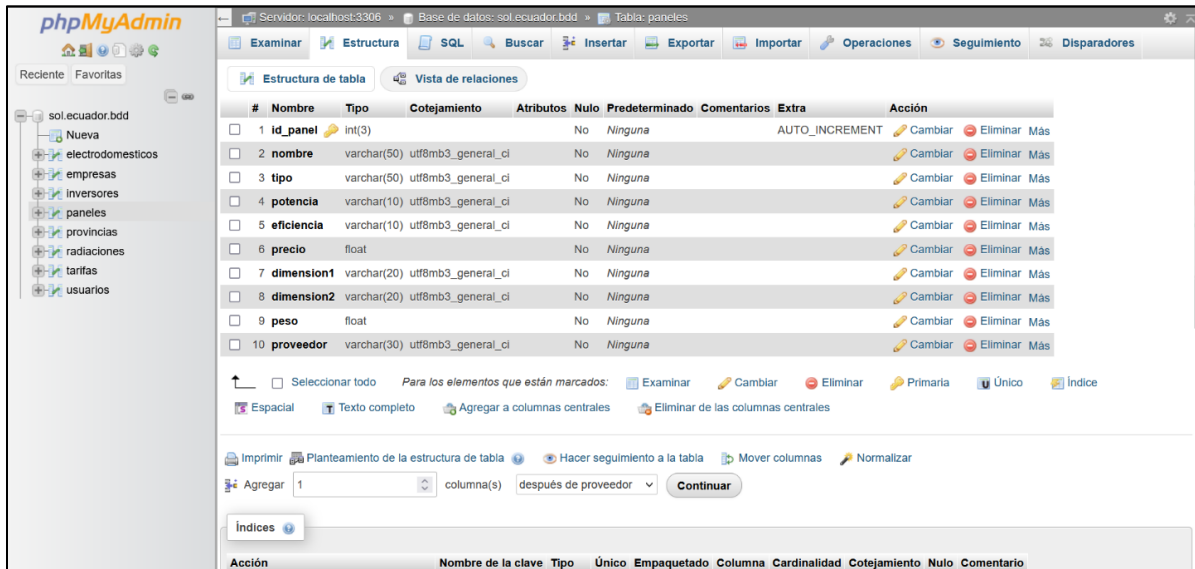 phpMyAdmin
Reciente Favoritas
sol.ecuador.bdd
Nueva
electrodomesticos
empresas
inversores
paneles
provincias
radiaciones
tarifas
usuarios
Servidor: localhost:3306 » Base de datos: sol.ecuador.bdd » Tabla: paneles
Examinar Estructura SQL Buscar Insertar Exportar Importar Operaciones Seguimiento Disparadores
Estructura de tabla Vista de relaciones
# Nombre Tipo Cotejamiento Atributos Nulo Predeterminado Comentarios Extra Acción
1 id_panel int(3) No Ninguna AUTO_INCREMENT Cambiar Eliminar Más
2 nombre varchar(50) utf8mb3_general_ci No Ninguna Cambiar Eliminar Más
3 tipo varchar(50) utf8mb3_general_ci No Ninguna Cambiar Eliminar Más
4 potencia varchar(10) utf8mb3_general_ci No Ninguna Cambiar Eliminar Más
5 eficiencia varchar(10) utf8mb3_general_ci No Ninguna Cambiar Eliminar Más
6 precio float No Ninguna Cambiar Eliminar Más
7 dimension1 varchar(20) utf8mb3_general_ci No Ninguna Cambiar Eliminar Más
8 dimension2 varchar(20) utf8mb3_general_ci No Ninguna Cambiar Eliminar Más
9 peso float No Ninguna Cambiar Eliminar Más
10 proveedor varchar(30) utf8mb3_general_ci No Ninguna Cambiar Eliminar Más
Seleccionar todo Para los elementos que están marcados: Examinar Cambiar Eliminar Primaria Único Índice
Espacial Texto completo Agregar a columnas centrales Eliminar de las columnas centrales
Imprimir Planteamiento de la estructura de tabla Hacer seguimiento a la tabla Mover columnas Normalizar
Agregar 1 columna(s) después de proveedor Continuar
Índices
Acción Nombre de la clave Tipo Único Empaquetado Columna Cardinalidad Cotejamiento Nulo Comentario